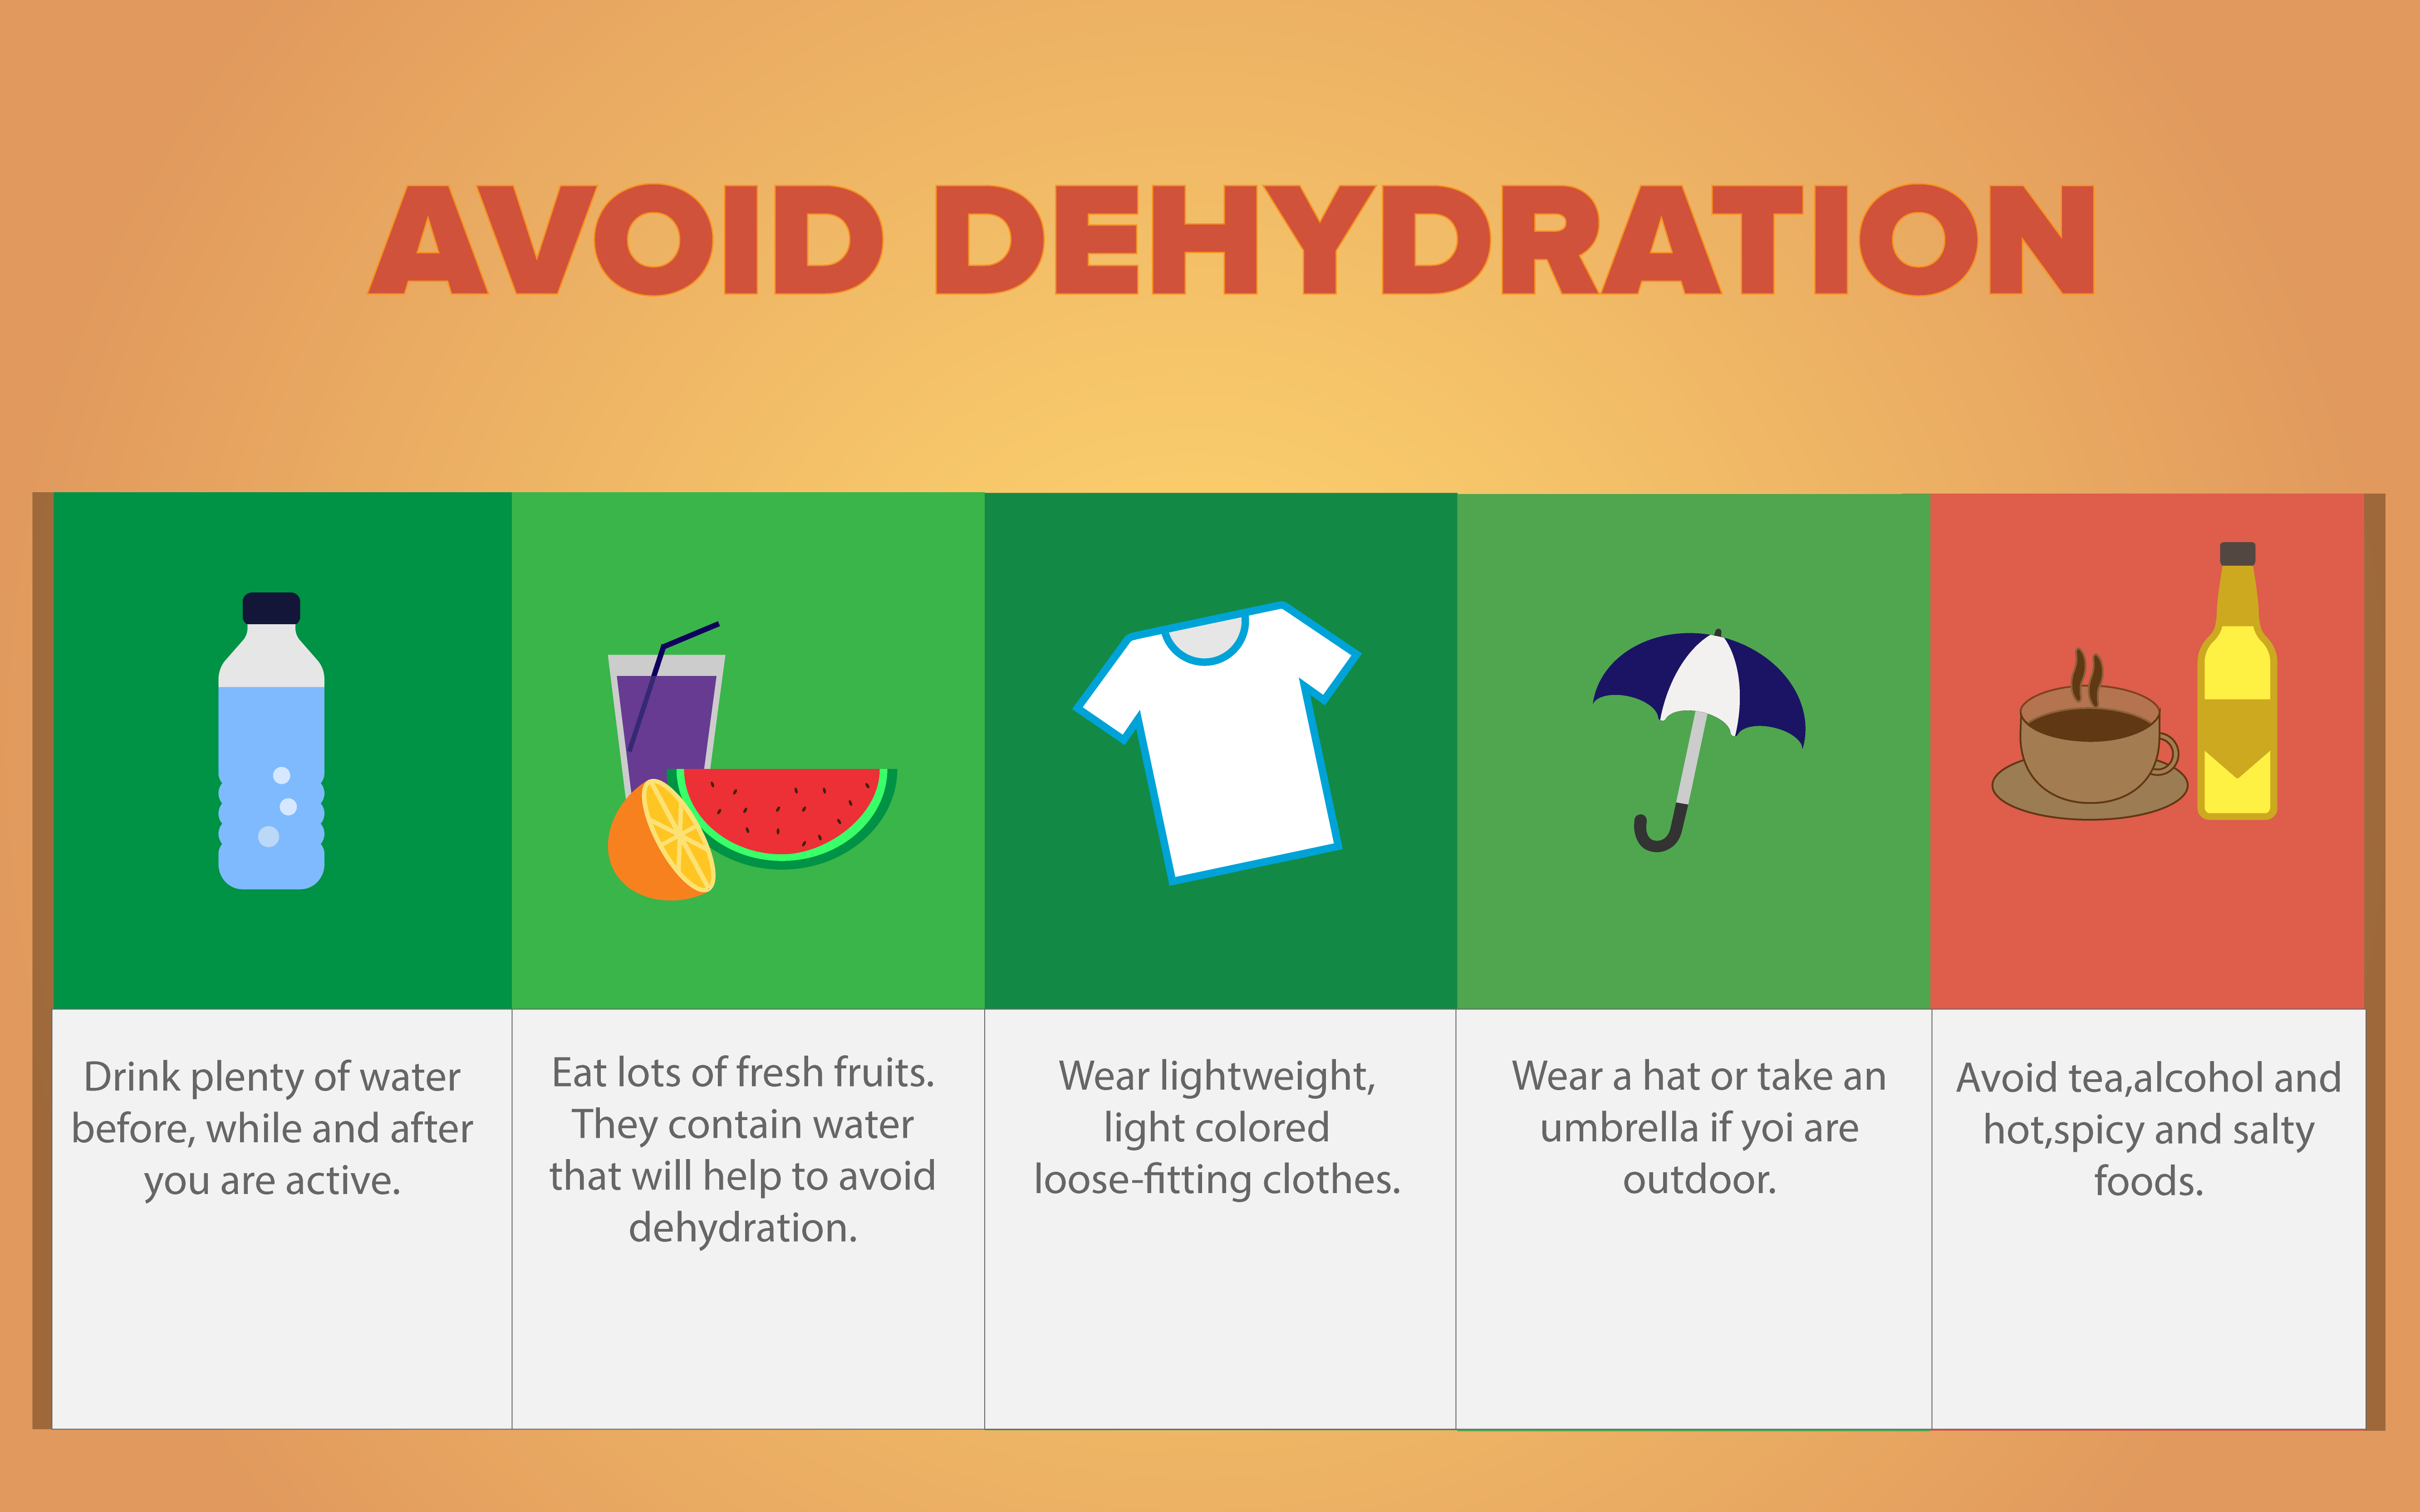 AVOID DEHYDRATION
Drink plenty of water
before, while and after
you are active.
Eat lots of fresh fruits.
They contain water
that will help to avoid
dehydration.
Wear lightweight,
light colored
loose-fitting clothes.
Wear a hat or take an
umbrella if yoi are
outdoor.
Avoid tea,alcohol and
hot,spicy and salty
foods.